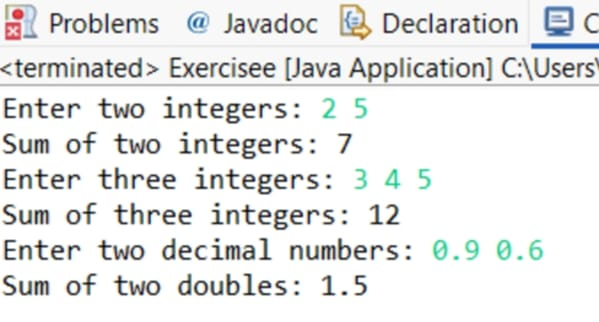 Problems @ Javadoc Declaration
<terminated> Exercisee [Java Application] C:\Users\
Enter two integers: 2 5
Sum of two integers: 7
Enter three integers: 3 4 5
Sum of three integers: 12
Enter two decimal numbers: 0.9 0.6
Sum of two doubles: 1.5